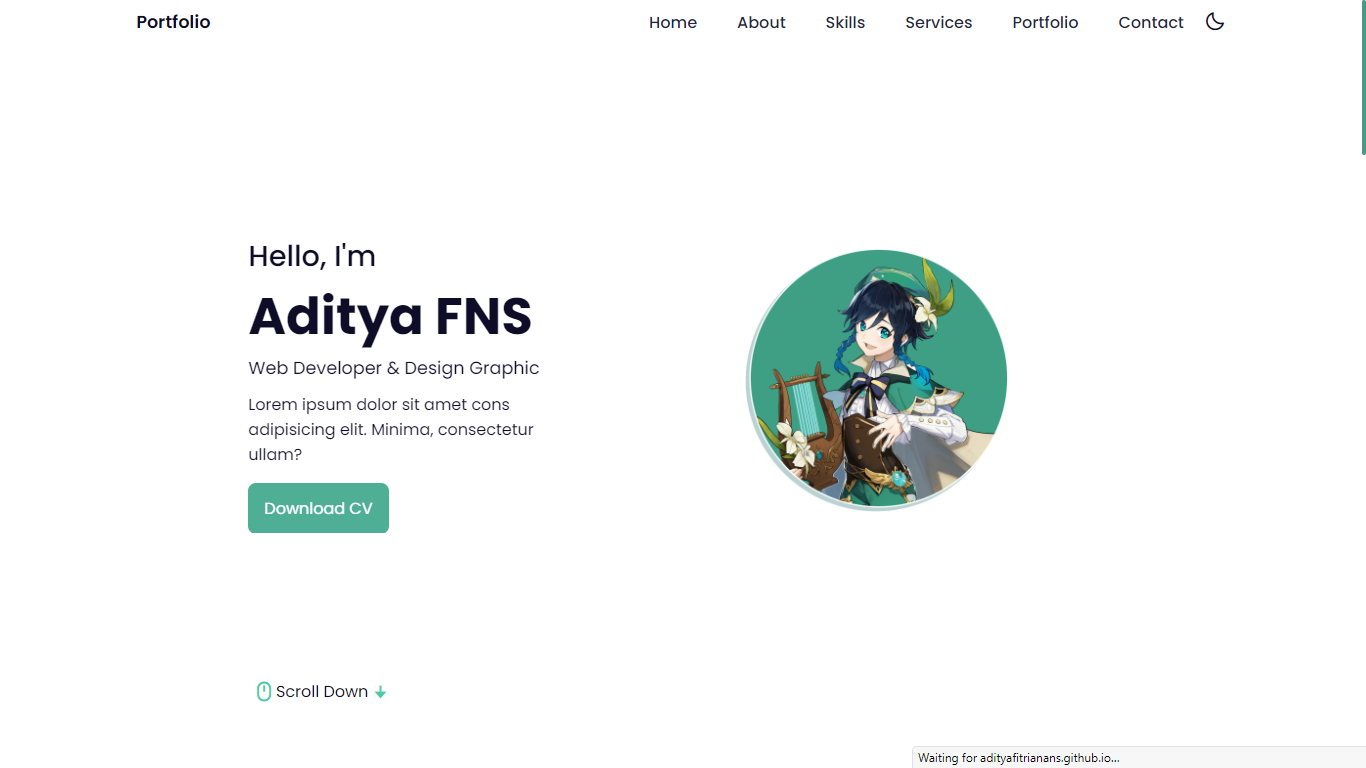 Portfolio
Home About Skills Services Portfolio Contact
Hello, I'm
Aditya FNS
Web Developer & Design Graphic
Lorem ipsum dolor sit amet cons
adipisicing elit. Minima, consectetur
ullam?
Download CV
Scroll Down
Waiting for adityafitrianans.github.io...